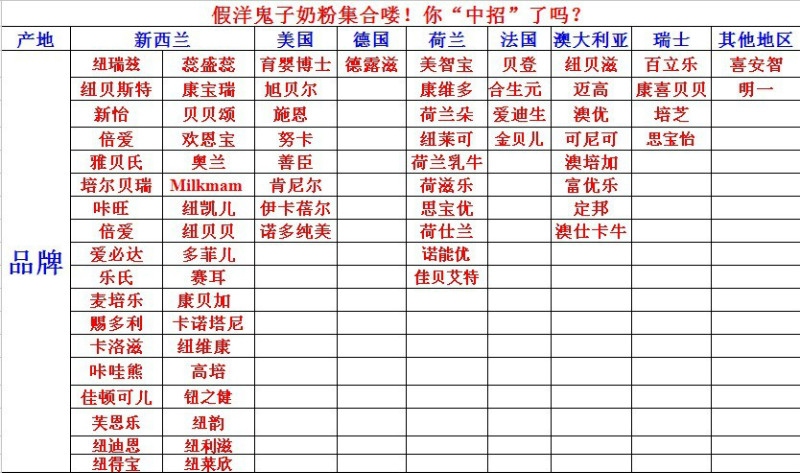 假洋鬼子奶粉集合喽！你“中招”了吗？
产地 新西兰 美国 德国 荷兰 法国 澳大利亚 瑞士 其他地区
纽瑞兹 蕊盛蕊 育婴博士 德露滋 美智宝 贝登 纽贝滋 百立乐 喜安智
纽贝斯特 康宝瑞 旭贝尔 康维多 合生元 迈高 康喜贝贝 明一
新怡 贝贝颂 施恩 荷兰朵 爱迪生 澳优 培芝
倍爱 欢恩宝 努卡 纽莱可 金贝儿 可尼可 思宝怡
雅贝氏 奥兰 善臣 荷兰乳牛 澳培加
培尔贝瑞 Milkmam 肯尼尔 荷滋乐 富优乐
咔旺 纽凯儿 伊卡蓓尔 思宝优 定邦
倍爱 纽贝贝 诺多纯美 荷仕兰 澳仕卡牛
品牌 爱必达 多菲儿 诺能优
乐氏 赛耳 佳贝艾特
麦培乐 康贝加
赐多利 卡诺塔尼
卡洛滋 纽维康
咔哇熊 高培
佳顿可儿 钮之健
芙恩乐 纽韵
纽迪恩 纽利滋
纽得宝 纽莱欣